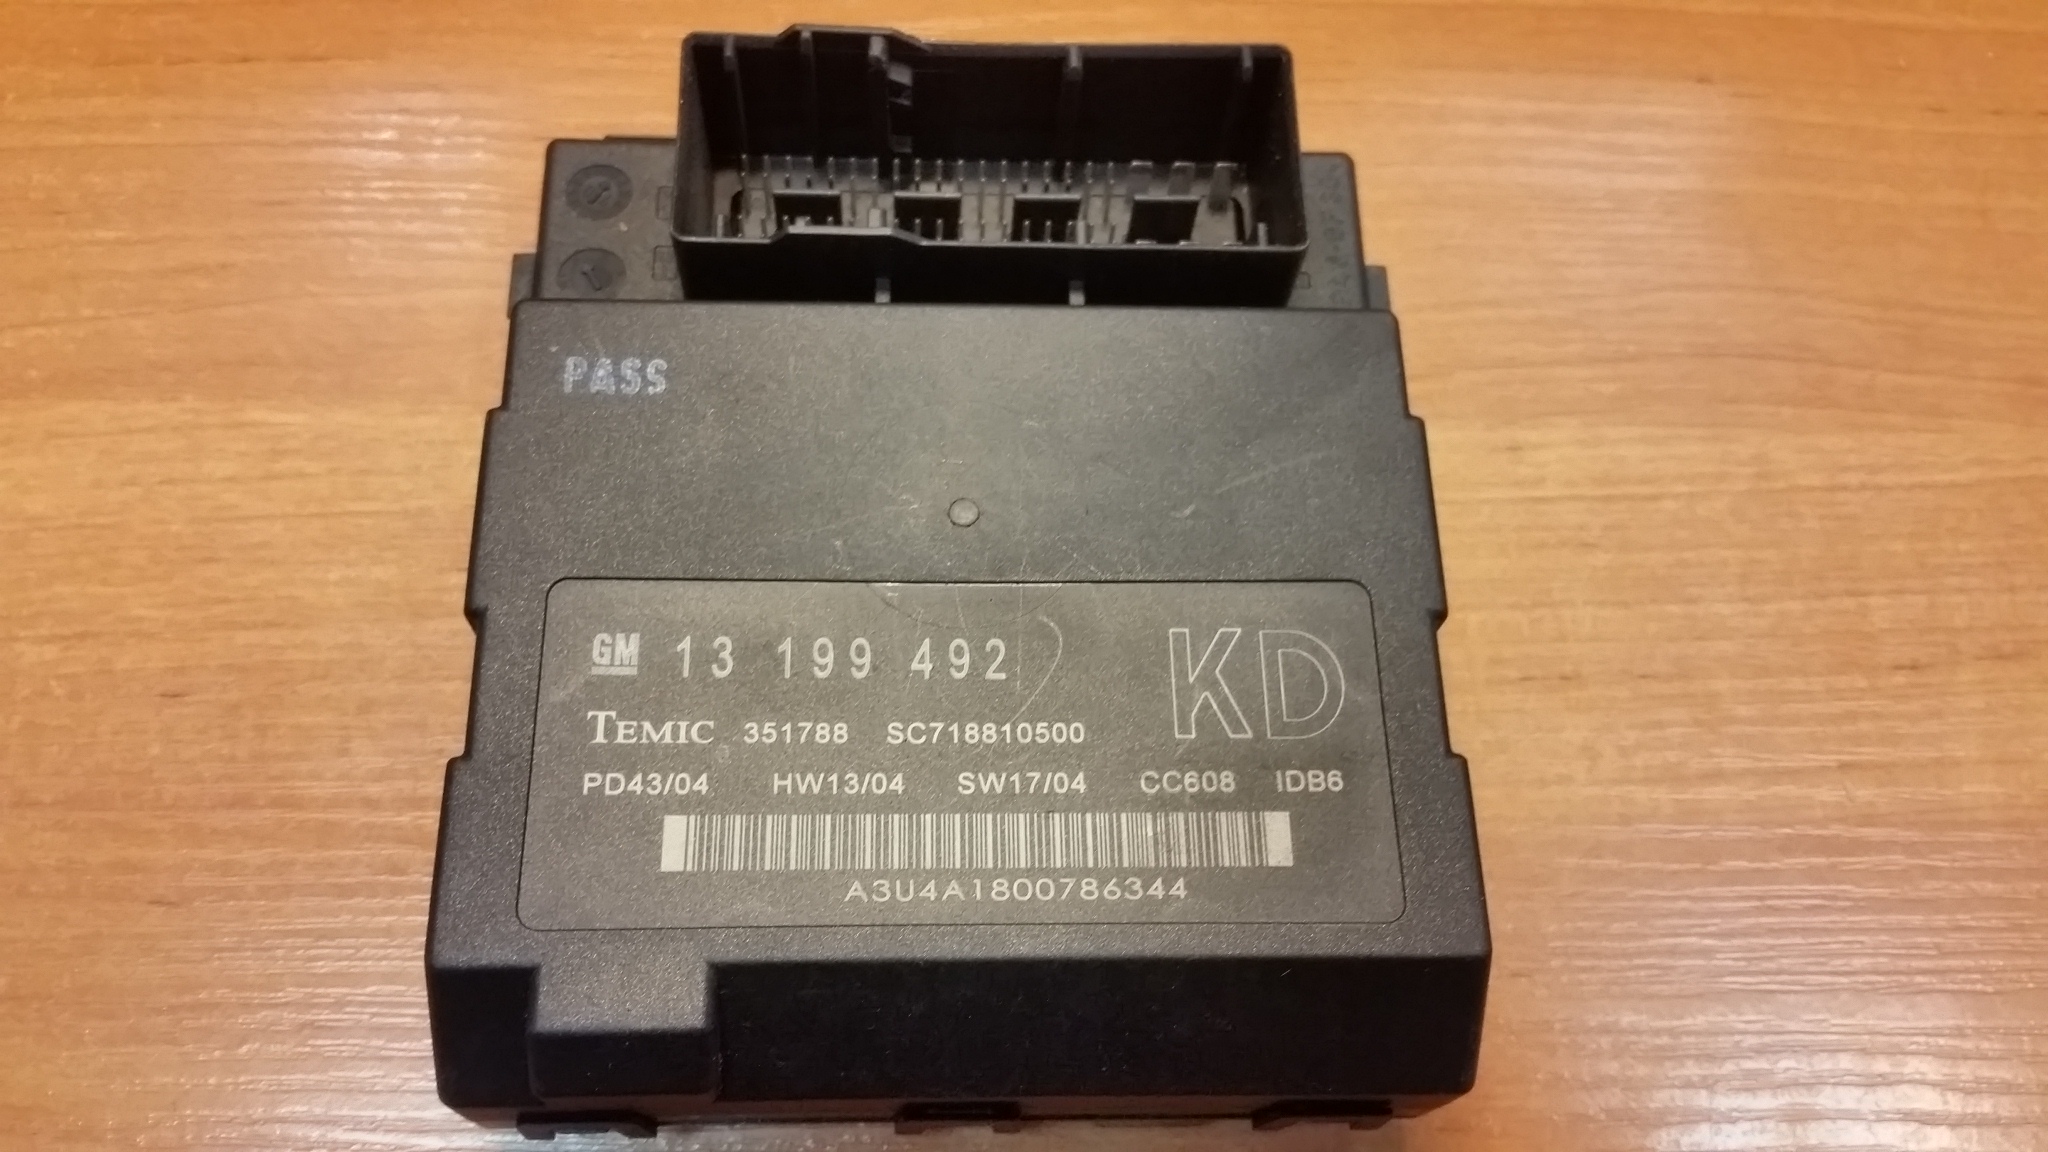 PASS
GM 13 199 492 KD
TEMIC 351788 SC718810500
PD43/04 HW13/04 SW17/04 CC608 IDB6
A3U4A1800786344